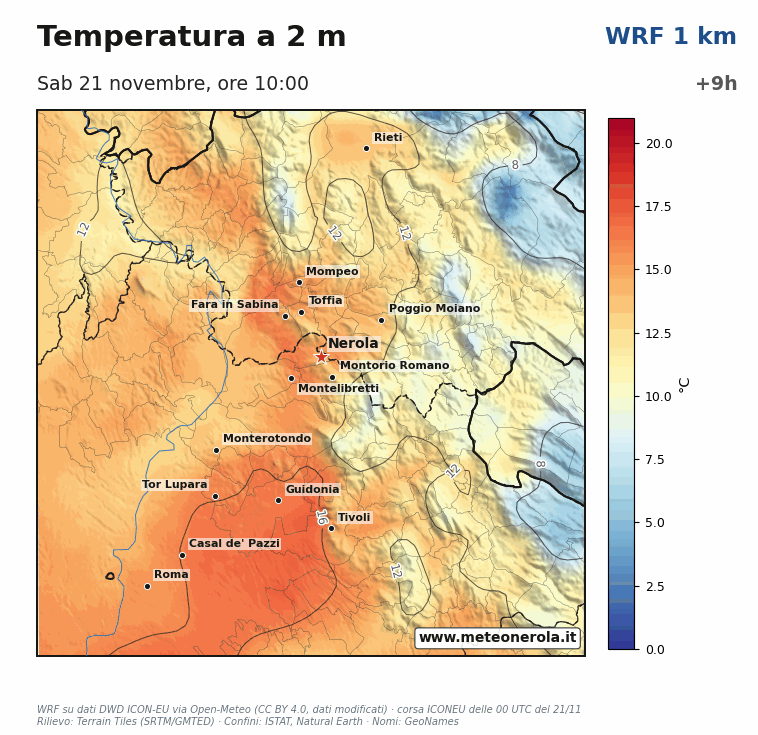 Temperatura a 2 m
WRF 1 km
Sab 21 novembre, ore 10:00
+9h
Rieti
8
12
12
12
Mompeo
Toffia
Fara in Sabina
Poggio Moiano
Nerola
Montorio Romano
Montelibretti
Monterotondo
12
8
Tor Lupara
Guidonia
16
Tivoli
Casal de' Pazzi
12
Roma
www.meteonerola.it
20.0
17.5
15.0
12.5
10.0
7.5
5.0
2.5
0.0
°C
WRF su dati DWD ICON-EU via Open-Meteo (CC BY 4.0, dati modificati) · corsa ICONEU delle 00 UTC del 21/11
Rilievo: Terrain Tiles (SRTM/GMTED) · Confini: ISTAT, Natural Earth · Nomi: GeoNames